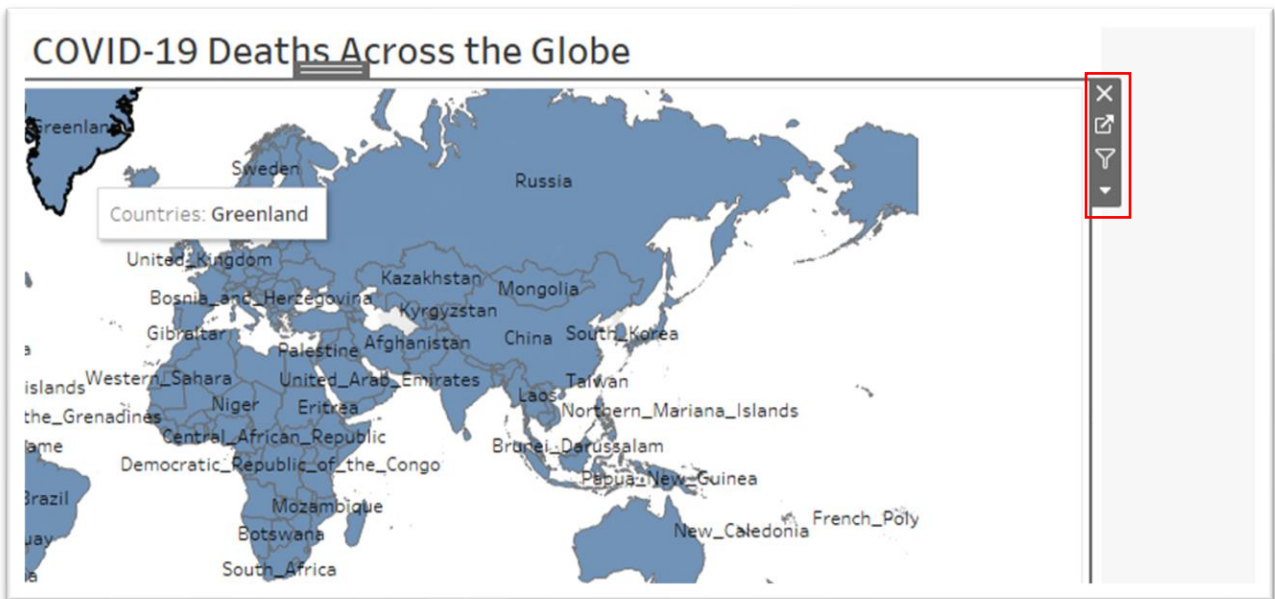 COVID-19 Deaths Across the Globe
Greenland
Sweden
Russia
Countries: Greenland
United_Kingdom
Kazakhstan
Mongolia
Bosnia_and_Herzegovina
Kyrgyzstan
Gibraltar
Palestine
Afghanistan
China
South_Korea
islands
Western_Sahara
United_Arab_Emirates
Laos
Taiwan
the_Grenadines
Niger
Eritrea
Northern_Mariana_Islands
ame
Central_African_Republic
Brunei_Darussalam
Democratic_Republic_of_the_Congo
Papua_New_Guinea
Brazil
Mozambique
uay
Botswana
New_Caledonia
French_Poly
South_Africa
a